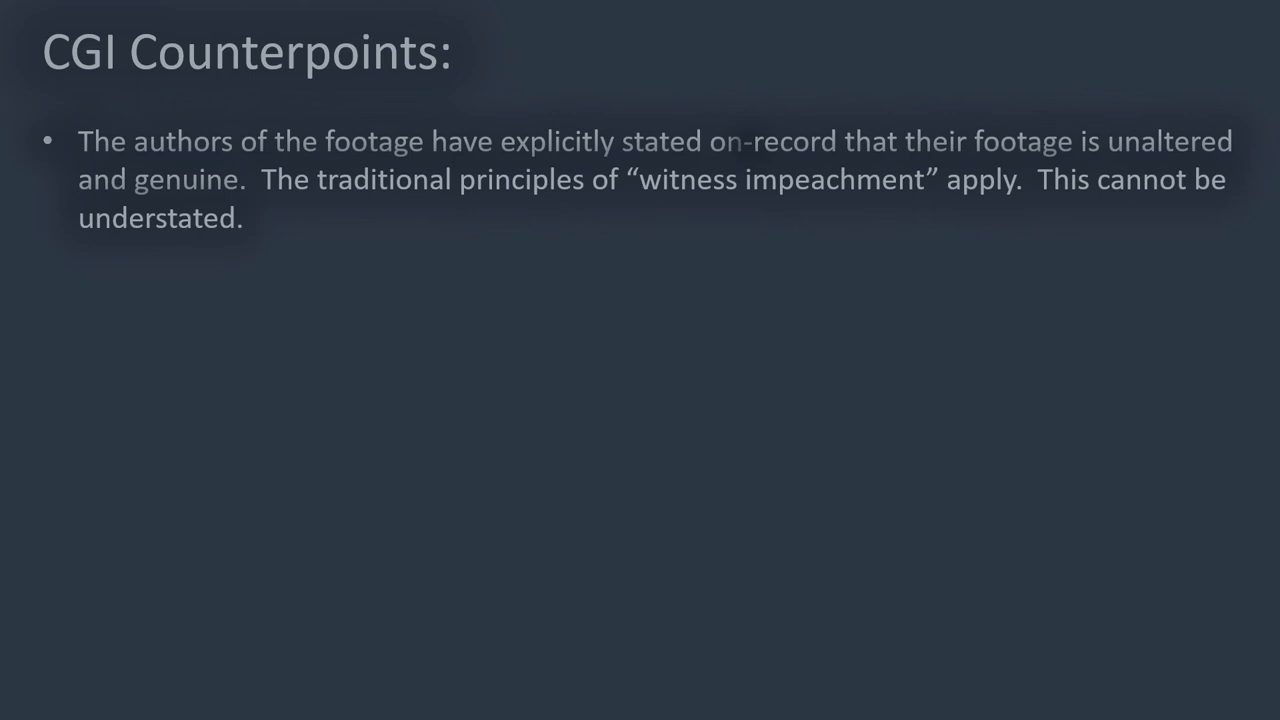 CGI Counterpoints:
• The authors of the footage have explicitly stated on-record that their footage is unaltered
and genuine.  The traditional principles of “witness impeachment” apply.  This cannot be
understated.